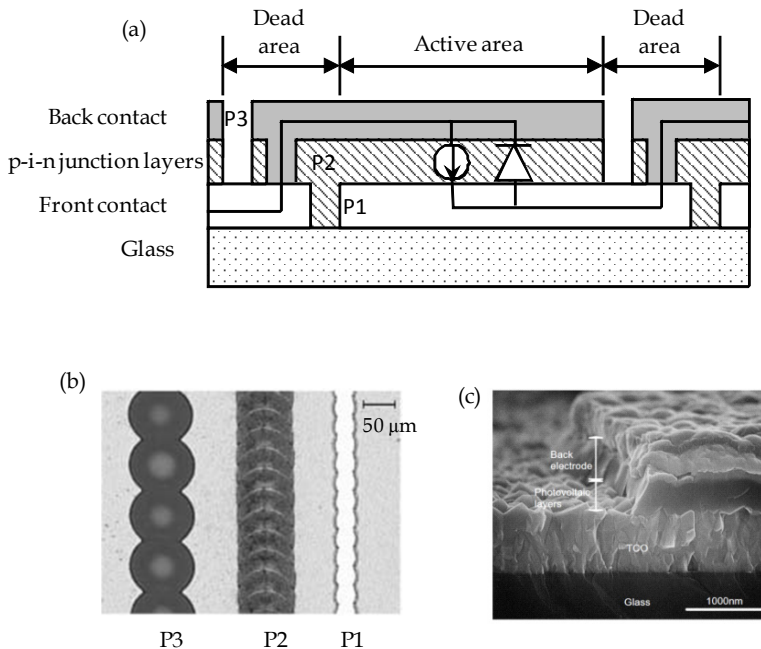 (a)
Dead
area
Active area
Dead
area
Back contact
P3
p-i-n junction layers
P2
Front contact
P1
Glass
(b)
50 μm
P3
P2
P1
(c)
Back
electrode
Photovoltaic
layers
TCO
Glass
1000nm